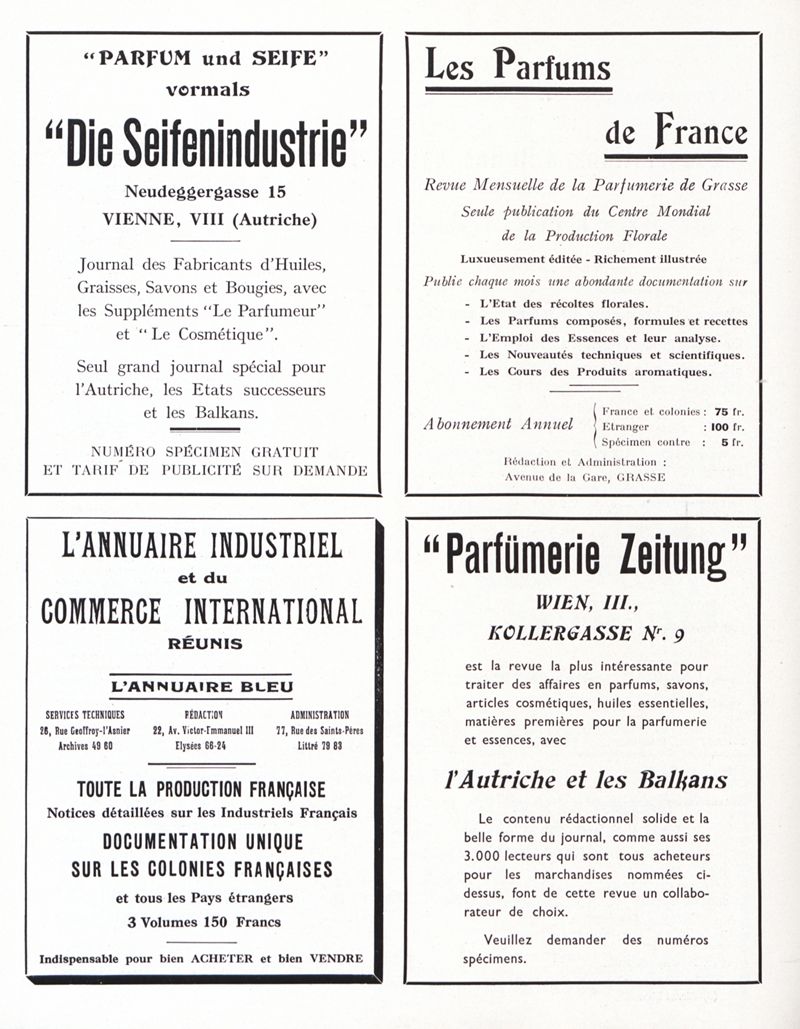 “PARFUM und SEIFE”
vormals
“Die Seifenindustrie”
Neudeggergasse 15
VIENNE, VIII (Autriche)
Journal des Fabricants d’Huiles,
Graisses, Savons et Bougies, avec
les Suppléments “Le Parfumeur”
et “Le Cosmétique”.
Seul grand journal spécial pour
l’Autriche, les Etats successeurs
et les Balkans.
NUMÉRO SPÉCIMEN GRATUIT
ET TARIF DE PUBLICITÉ SUR DEMANDE
Les Parfums
de France
Revue Mensuelle de la Parfumerie de Grasse
Seule publication du Centre Mondial
de la Production Florale
Luxueusement éditée - Richement illustrée
Publie chaque mois une abondante documentation sur
- L’Etat des récoltes florales.
- Les Parfums composés, formules et recettes
- L’Emploi des Essences et leur analyse.
- Les Nouveautés techniques et scientifiques.
- Les Cours des Produits aromatiques.
Abonnement Annuel
France et colonies : 75 fr.
Etranger : 100 fr.
Spécimen contre : 5 fr.
Rédaction et Administration :
Avenue de la Gare, GRASSE
L’ANNUAIRE INDUSTRIEL
et du
COMMERCE INTERNATIONAL
RÉUNIS
L’ANNUAIRE BLEU
SERVICES TECHNIQUES RÉDACTION ADMINISTRATION
26, Rue Geoffroy-l’Asnier 22, Av. Victor-Emmanuel III 77, Rue des Saints-Pères
Archives 49 60 Elysées 66-24 Littré 79 83
TOUTE LA PRODUCTION FRANÇAISE
Notices détaillées sur les Industriels Français
DOCUMENTATION UNIQUE
SUR LES COLONIES FRANÇAISES
et tous les Pays étrangers
3 Volumes 150 Francs
Indispensable pour bien ACHETER et bien VENDRE
“Parfümerie Zeitung”
WIEN, III.,
KOLLERGASSE Nr. 9
est la revue la plus intéressante pour
traiter des affaires en parfums, savons,
articles cosmétiques, huiles essentielles,
matières premières pour la parfumerie
et essences, avec
l’Autriche et les Balkans
Le contenu rédactionnel solide et la
belle forme du journal, comme aussi ses
3.000 lecteurs qui sont tous acheteurs
pour les marchandises nommées ci-
dessus, font de cette revue un collabo-
rateur de choix.
Veuillez demander des numéros
spécimens.